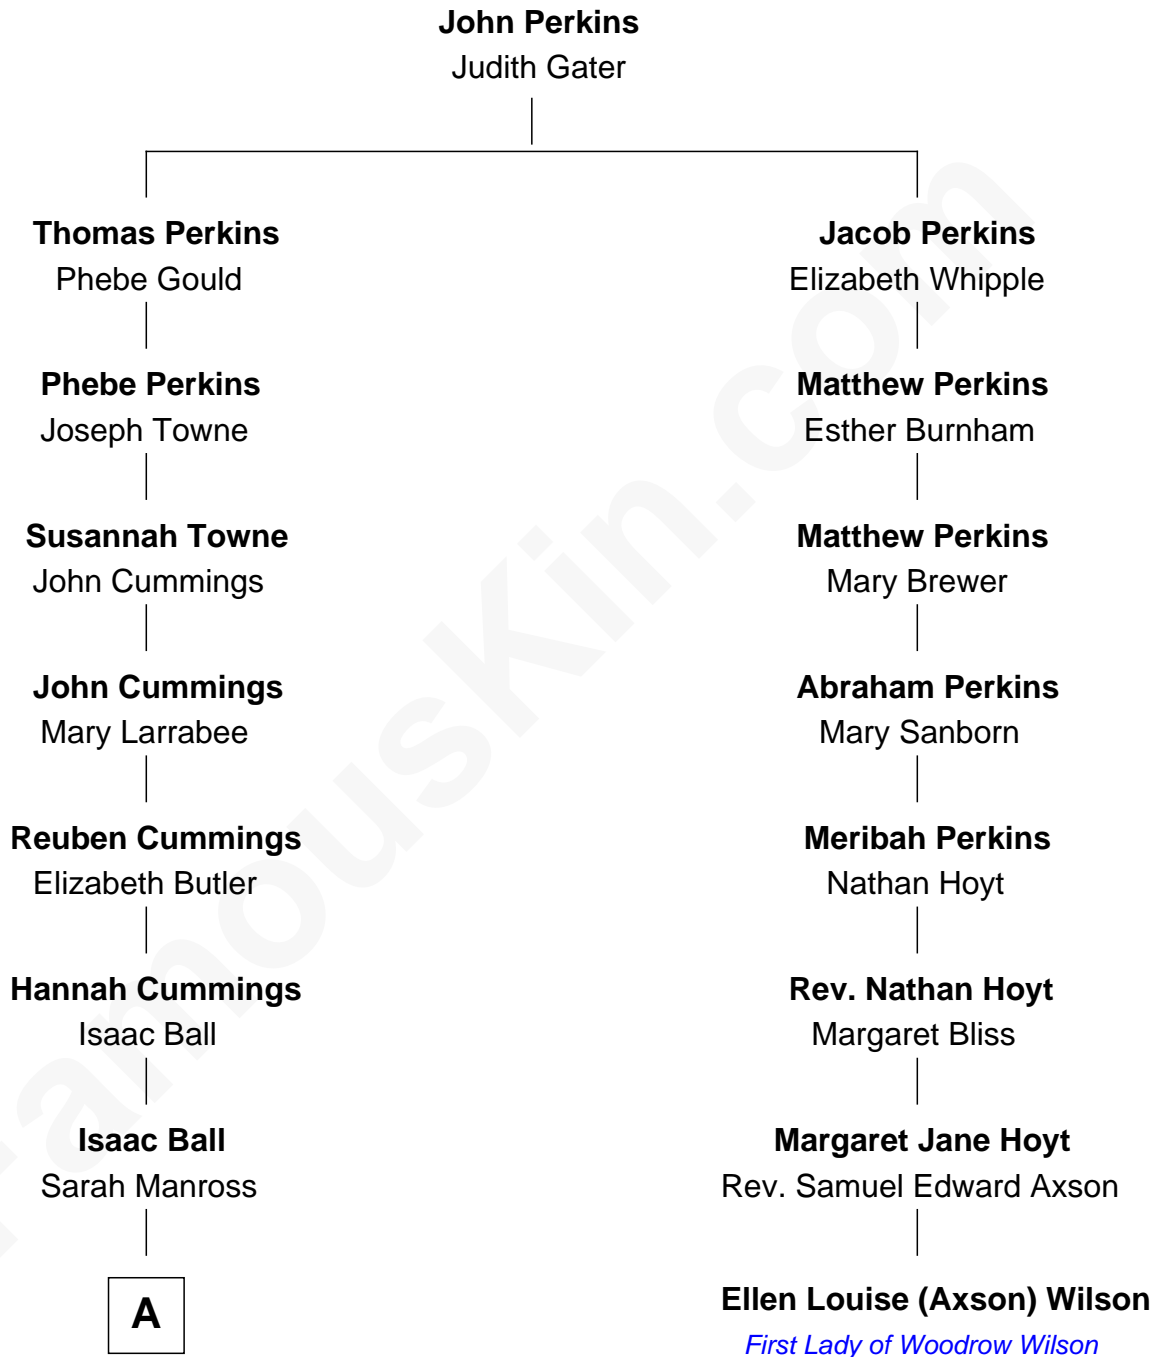 John Perkins
Judith Gater
Thomas Perkins
Phebe Gould
Jacob Perkins
Elizabeth Whipple
Phebe Perkins
Joseph Towne
Matthew Perkins
Esther Burnham
Susannah Towne
John Cummings
Matthew Perkins
Mary Brewer
John Cummings
Mary Larrabee
Abraham Perkins
Mary Sanborn
Reuben Cummings
Elizabeth Butler
Meribah Perkins
Nathan Hoyt
Hannah Cummings
Isaac Ball
Rev. Nathan Hoyt
Margaret Bliss
Isaac Ball
Sarah Manross
Margaret Jane Hoyt
Rev. Samuel Edward Axson
A
Ellen Louise (Axson) Wilson
First Lady of Woodrow Wilson
FamousKin.com